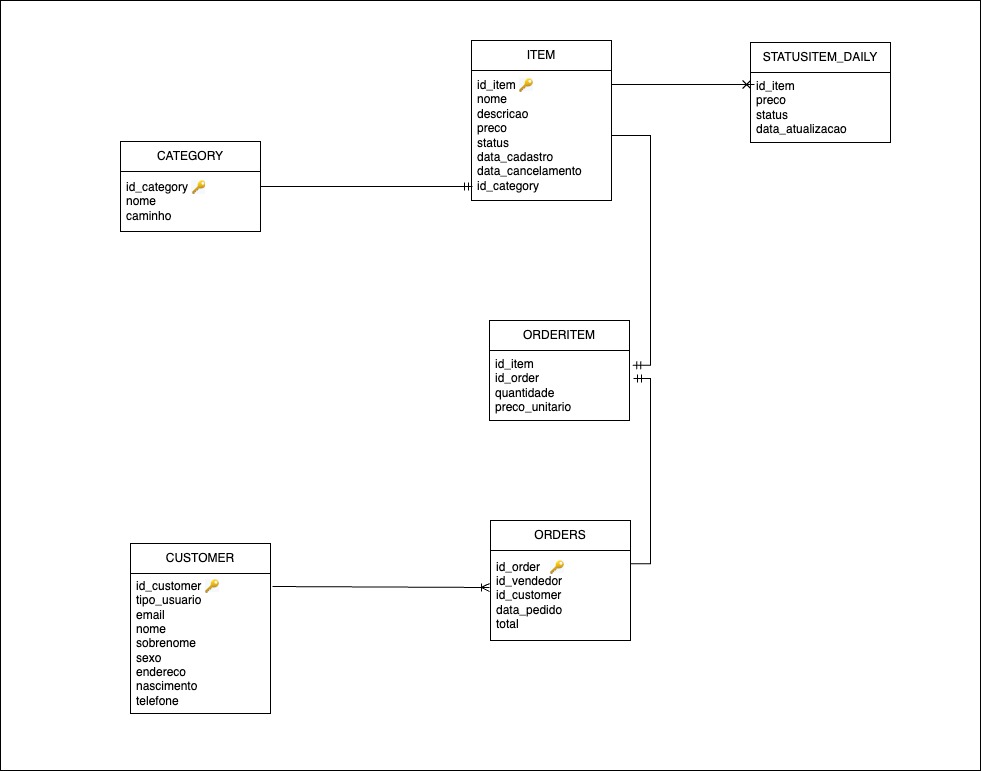 ITEM
id_item
nome
descricao
preco
status
data_cadastro
data_cancelamento
id_category
STATUSITEM_DAILY
id_item
preco
status
data_atualizacao
CATEGORY
id_category
nome
caminho
ORDERITEM
id_item
id_order
quantidade
preco_unitario
ORDERS
id_order
id_vendedor
id_customer
data_pedido
total
CUSTOMER
id_customer
tipo_usuario
email
nome
sobrenome
sexo
endereco
nascimento
telefone